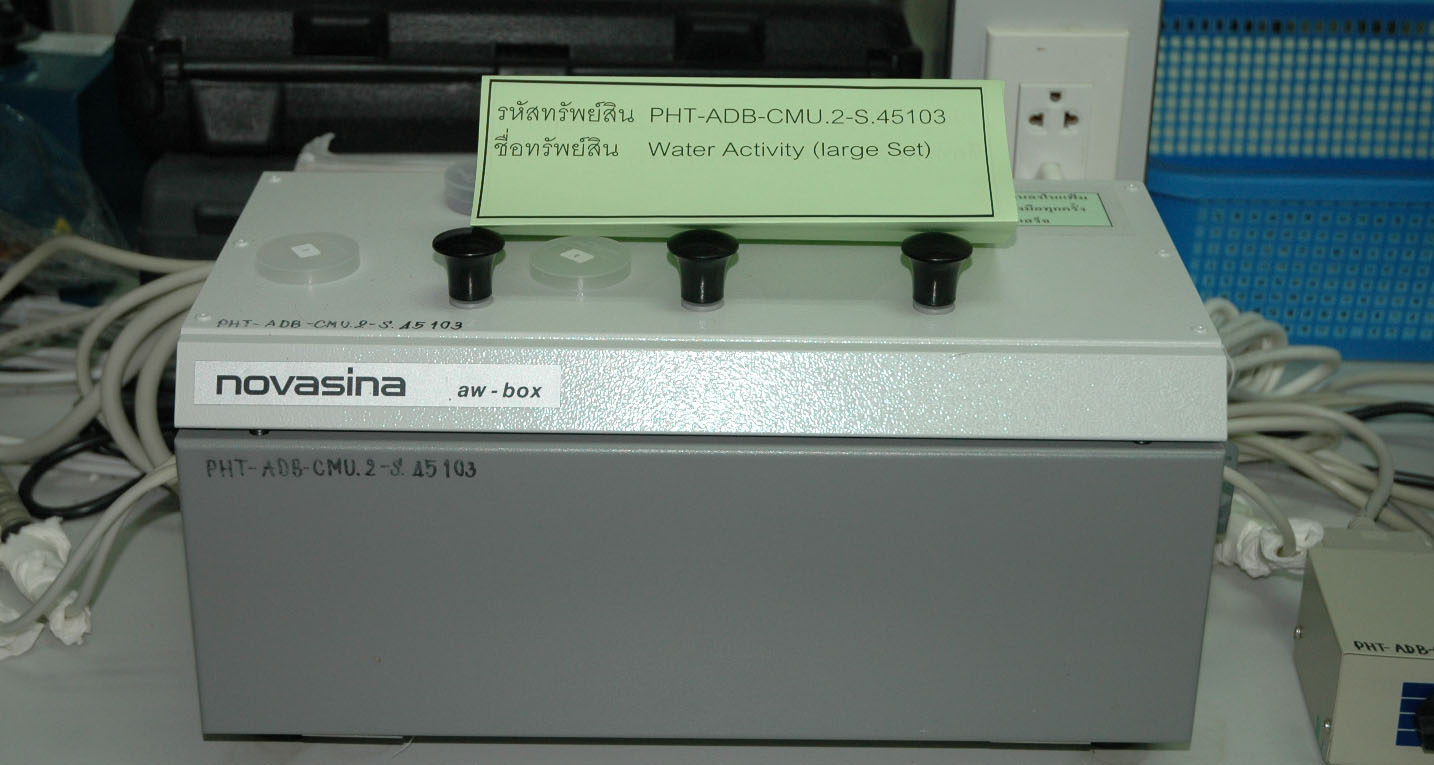 รหัสทรัพย์สิน PHT-ADB-CMU.2-S.45103
ชื่อทรัพย์สิน Water Activity (large Set)
PHT-ADB-CMU.2-S.45103
novasina aw-box
PHT-ADB-CMU.2-S.45103
PHT-ADB-